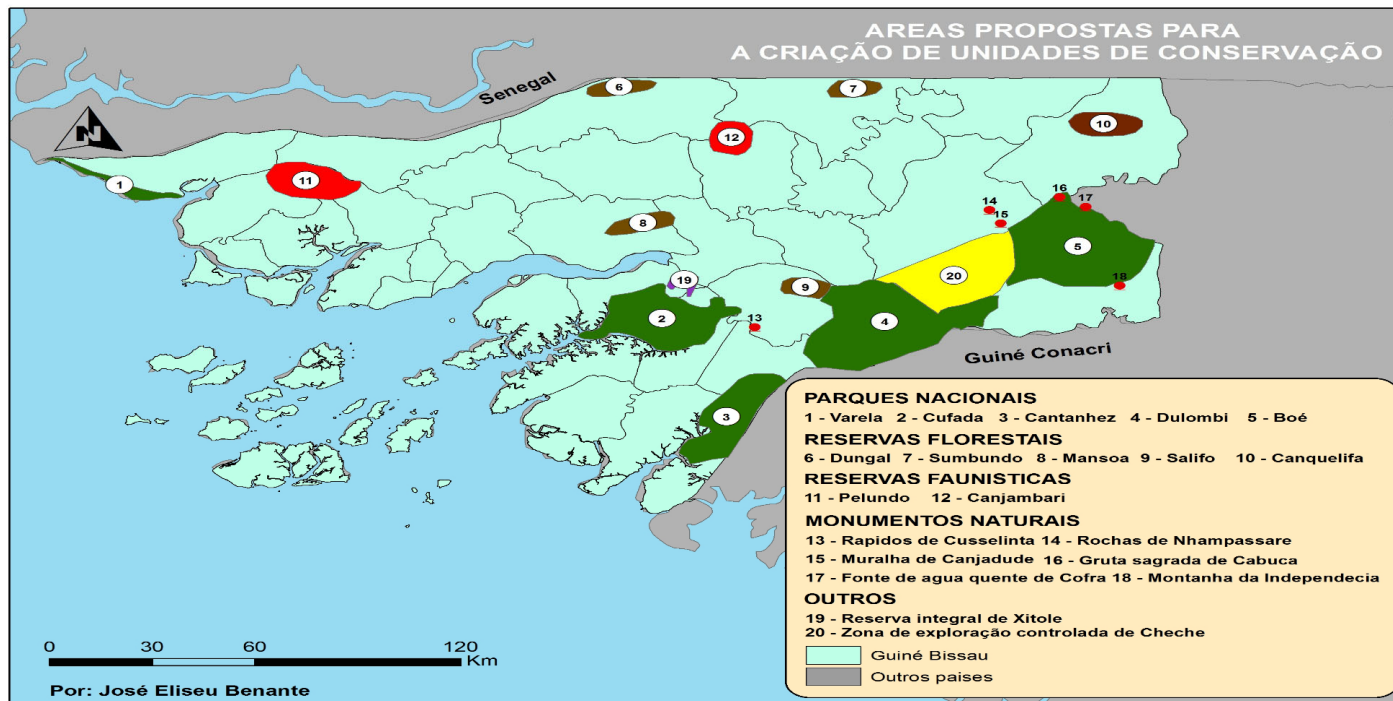 AREAS PROPOSTAS PARA
A CRIAÇÃO DE UNIDADES DE CONSERVAÇÃO
Senegal
N
6
7
10
12
11
1
16
14
17
15
8
5
20
19
9
18
2
13
4
Guiné Conacri
3
PARQUES NACIONAIS
1 - Varela 2 - Cufada 3 - Cantanhez 4 - Dulombi 5 - Boé
RESERVAS FLORESTAIS
6 - Dungal 7 - Sumbundo 8 - Mansoa 9 - Salifo 10 - Canquelifa
RESERVAS FAUNISTICAS
11 - Pelundo 12 - Canjambari
MONUMENTOS NATURAIS
13 - Rapidos de Cusselinta 14 - Rochas de Nhampassare
15 - Muralha de Canjadude 16 - Gruta sagrada de Cabuca
17 - Fonte de agua quente de Cofra 18 - Montanha da Independecia
OUTROS
19 - Reserva integral de Xitole
20 - Zona de exploração controlada de Cheche
Guiné Bissau
Outros paises
0 30 60 120
Km
Por: José Eliseu Benante